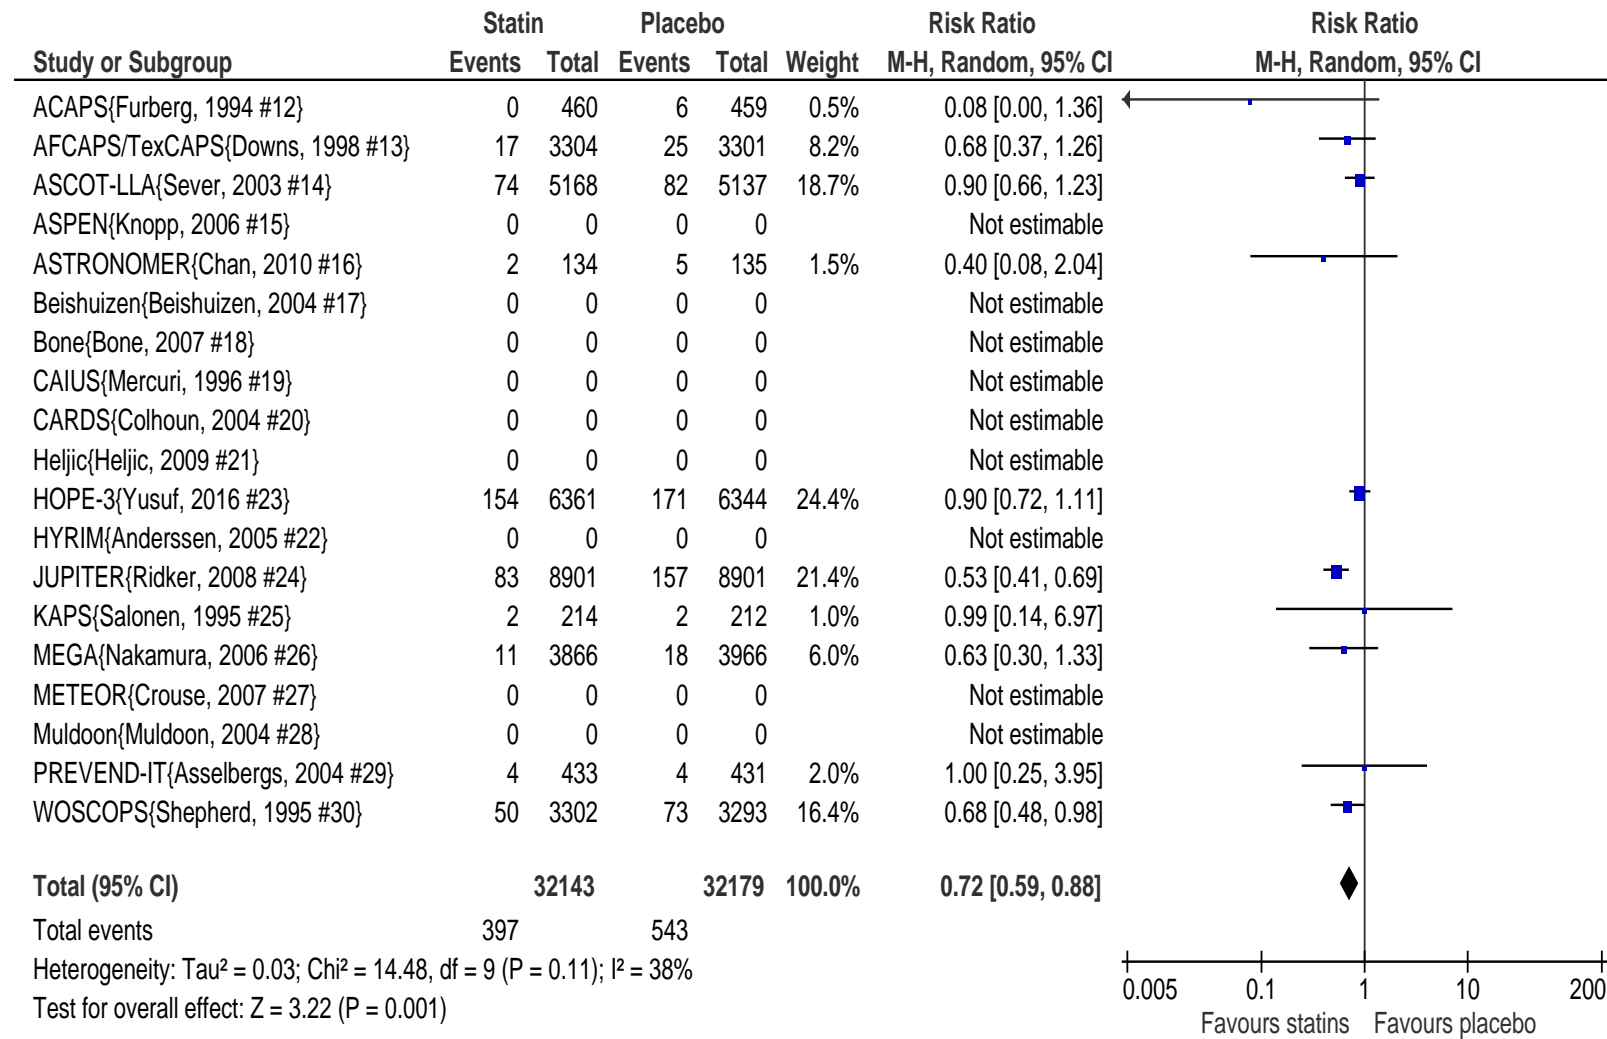 Statin Placebo Risk Ratio Risk Ratio
Study or Subgroup Events Total Events Total Weight M-H, Random, 95% CI M-H, Random, 95% CI
ACAPS{Furberg, 1994 #12} 0 460 6 459 0.5% 0.08 [0.00, 1.36]
AFCAPS/TexCAPS{Downs, 1998 #13} 17 3304 25 3301 8.2% 0.68 [0.37, 1.26]
ASCOT-LLA{Sever, 2003 #14} 74 5168 82 5137 18.7% 0.90 [0.66, 1.23]
ASPEN{Knopp, 2006 #15} 0 0 0 0 Not estimable
ASTRONOMER{Chan, 2010 #16} 2 134 5 135 1.5% 0.40 [0.08, 2.04]
Beishuizen{Beishuizen, 2004 #17} 0 0 0 0 Not estimable
Bone{Bone, 2007 #18} 0 0 0 0 Not estimable
CAIUS{Mercuri, 1996 #19} 0 0 0 0 Not estimable
CARDS{Colhoun, 2004 #20} 0 0 0 0 Not estimable
Heljic{Heljic, 2009 #21} 0 0 0 0 Not estimable
HOPE-3{Yusuf, 2016 #23} 154 6361 171 6344 24.4% 0.90 [0.72, 1.11]
HYRIM{Anderssen, 2005 #22} 0 0 0 0 Not estimable
JUPITER{Ridker, 2008 #24} 83 8901 157 8901 21.4% 0.53 [0.41, 0.69]
KAPS{Salonen, 1995 #25} 2 214 2 212 1.0% 0.99 [0.14, 6.97]
MEGA{Nakamura, 2006 #26} 11 3866 18 3966 6.0% 0.63 [0.30, 1.33]
METEOR{Crouse, 2007 #27} 0 0 0 0 Not estimable
Muldoon{Muldoon, 2004 #28} 0 0 0 0 Not estimable
PREVEND-IT{Asselbergs, 2004 #29} 4 433 4 431 2.0% 1.00 [0.25, 3.95]
WOSCOPS{Shepherd, 1995 #30} 50 3302 73 3293 16.4% 0.68 [0.48, 0.98]
Total (95% CI) 32143 32179 100.0% 0.72 [0.59, 0.88]
Total events 397 543
Heterogeneity: Tau² = 0.03; Chi² = 14.48, df = 9 (P = 0.11); I² = 38%
Test for overall effect: Z = 3.22 (P = 0.001)
0.005 0.1 1 10 200
Favours statins Favours placebo